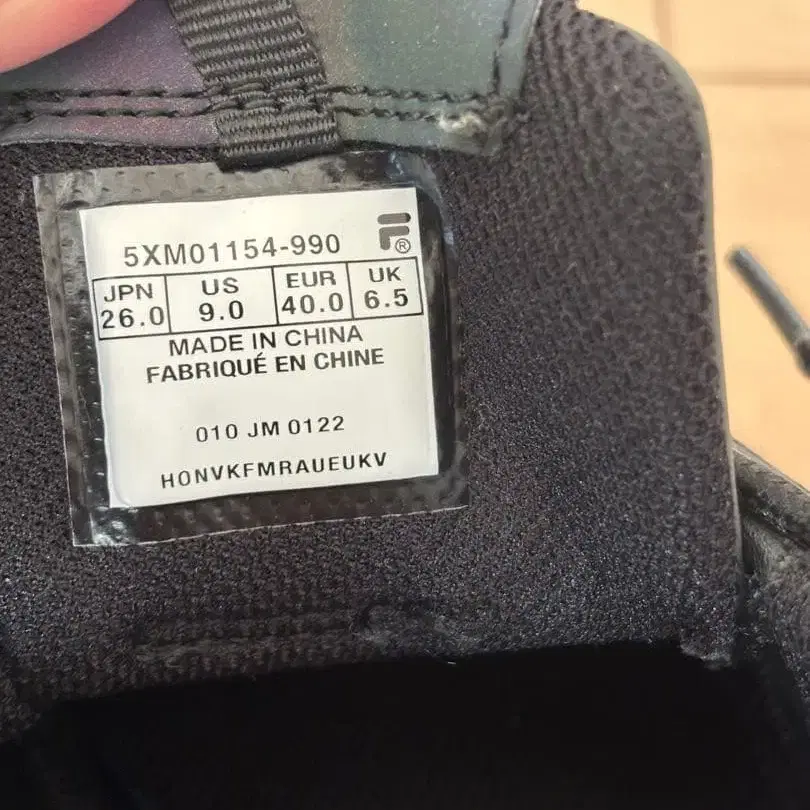 5XM01154-990 F®
JPN US EUR UK
26.0 9.0 40.0 6.5
MADE IN CHINA
FABRIQUÉ EN CHINE
010 JM 0122
HONVKFMRAUEUKV